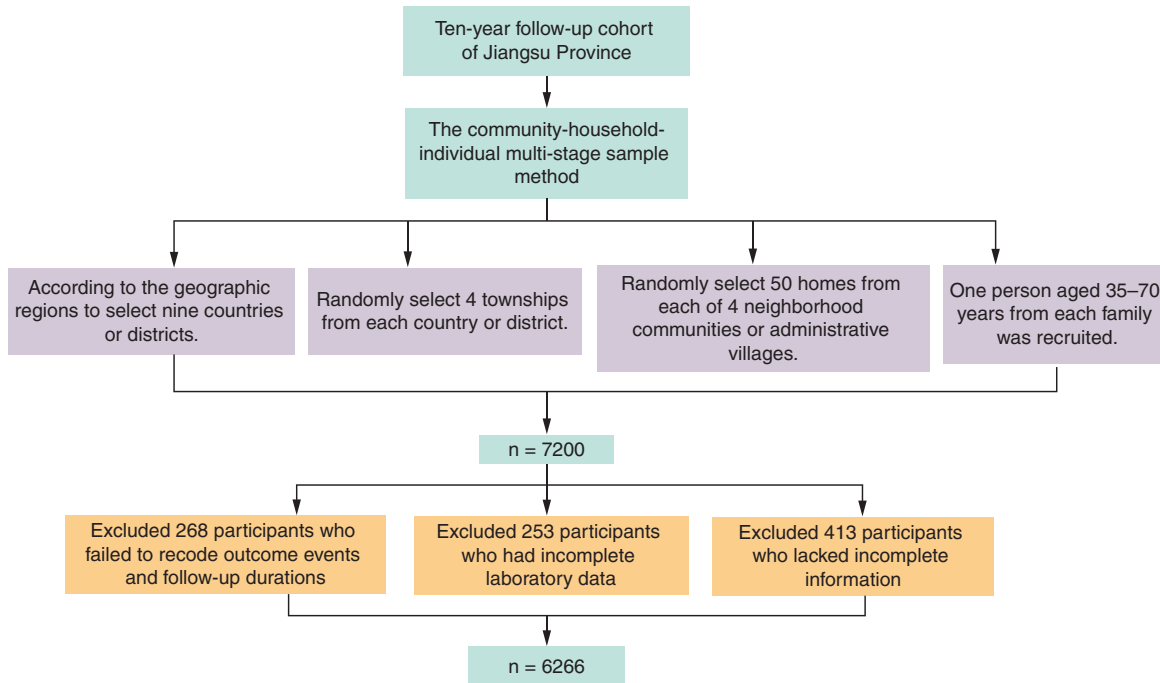 Ten-year follow-up cohort
of Jiangsu Province
The community-household-
individual multi-stage sample
method
According to the geographic
regions to select nine countries
or districts.
Randomly select 4 townships
from each country or district.
Randomly select 50 homes from
each of 4 neighborhood
communities or administrative
villages.
One person aged 35–70
years from each family
was recruited.
n = 7200
Excluded 268 participants who
failed to recode outcome events
and follow-up durations
Excluded 253 participants
who had incomplete
laboratory data
Excluded 413 participants
who lacked incomplete
information
n = 6266